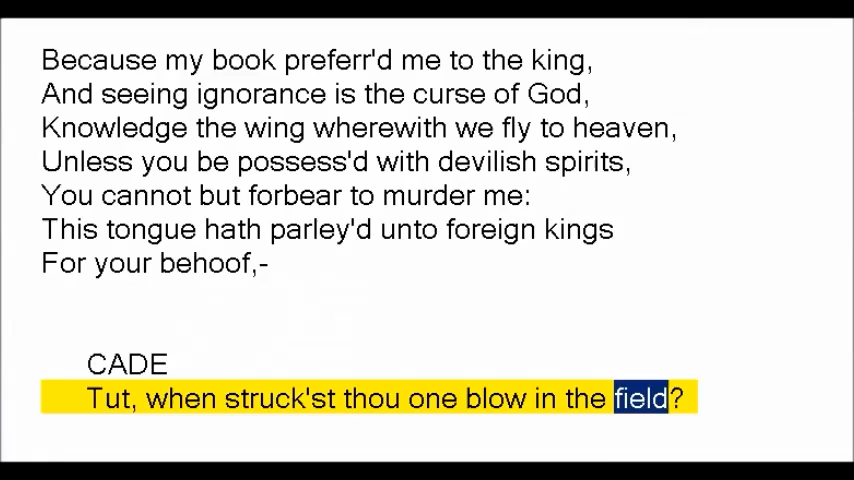 Because my book preferr'd me to the king,
And seeing ignorance is the curse of God,
Knowledge the wing wherewith we fly to heaven,
Unless you be possess'd with devilish spirits,
You cannot but forbear to murder me:
This tongue hath parley'd unto foreign kings
For your behoof,-
CADE
Tut, when struck'st thou one blow in the field?